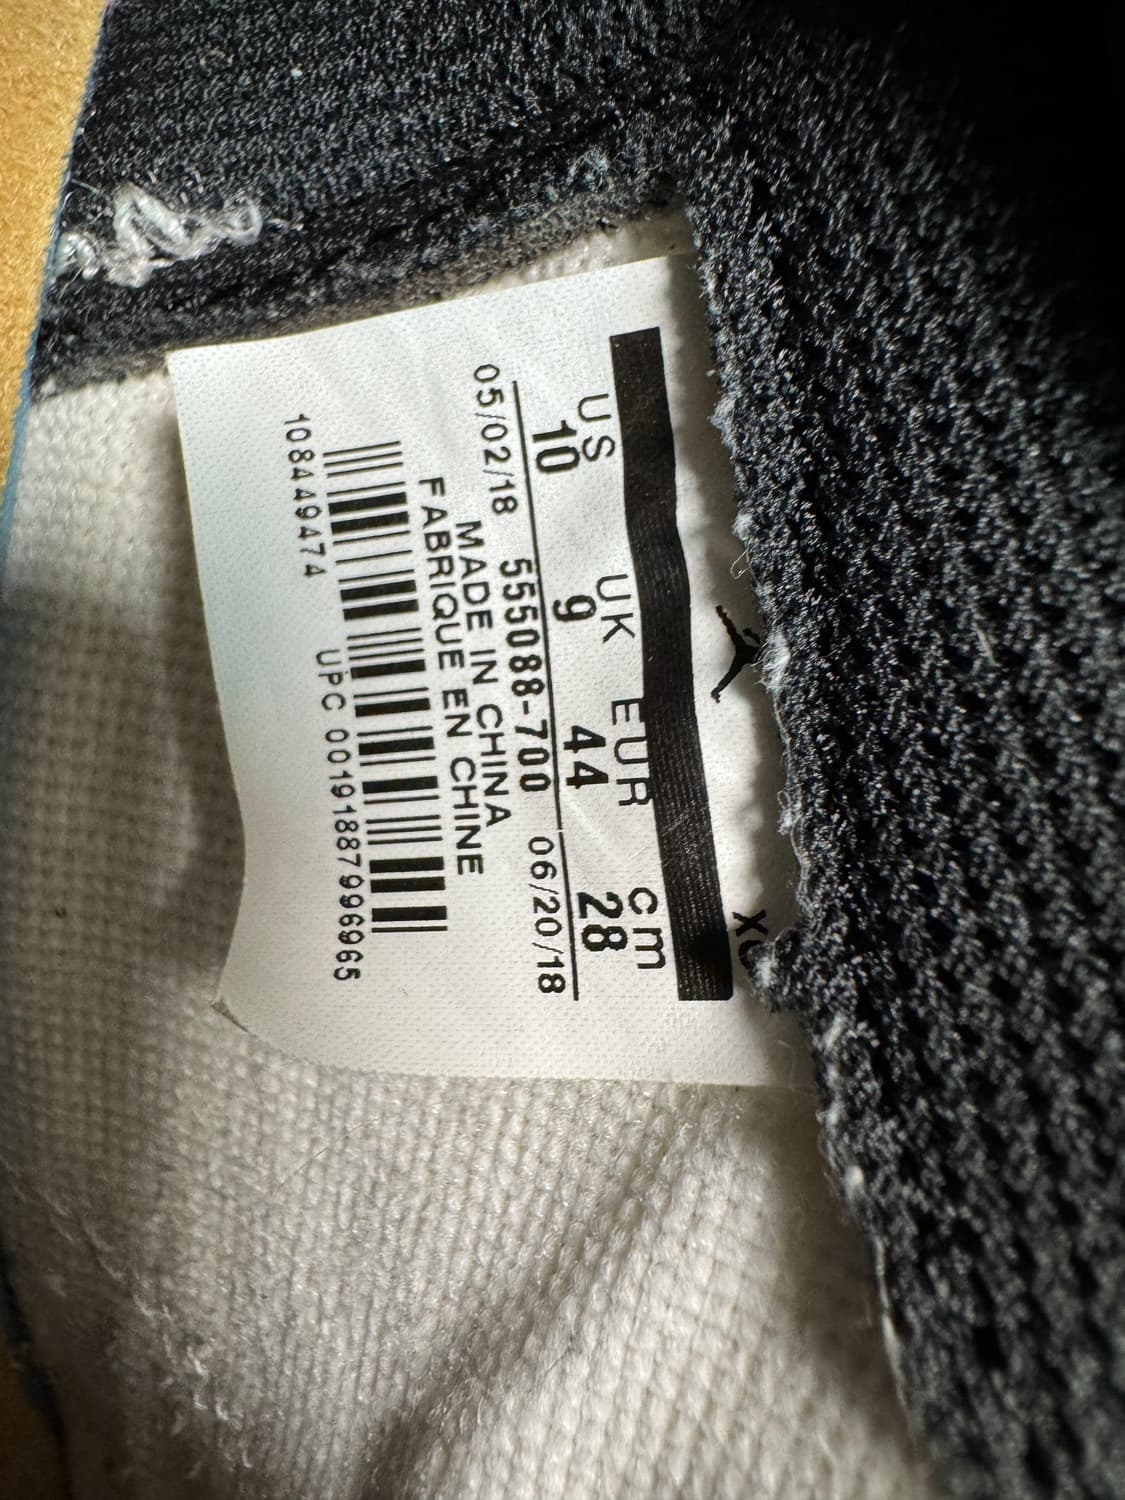 XC
US UK EUR cm
10 9 44 28
05/02/18 555088-700 06/20/18
MADE IN CHINA
FABRIQUE EN CHINE
108449474 UPC 00191887996965